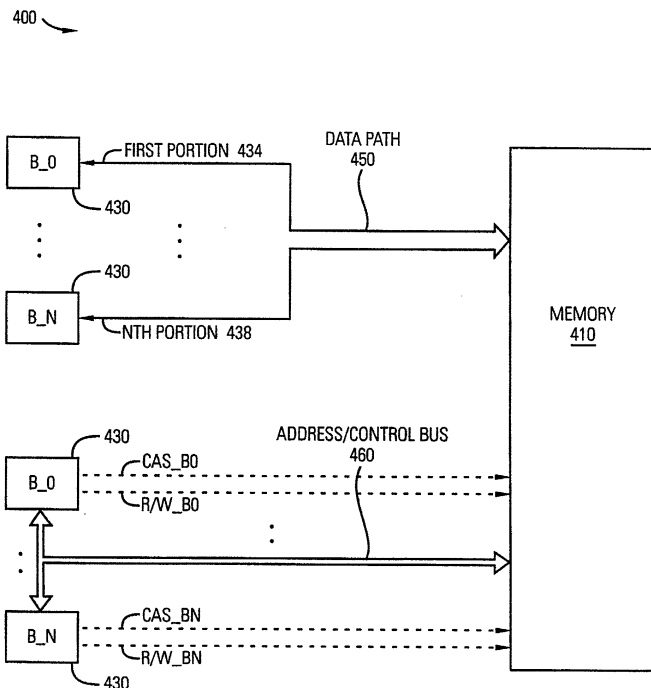 400
B_0
FIRST PORTION 434
DATA PATH
450
430
430
B_N
NTH PORTION 438
MEMORY
410
430
ADDRESS/CONTROL BUS
460
B_0
CAS_B0
R/W_B0
B_N
CAS_BN
R/W_BN
430